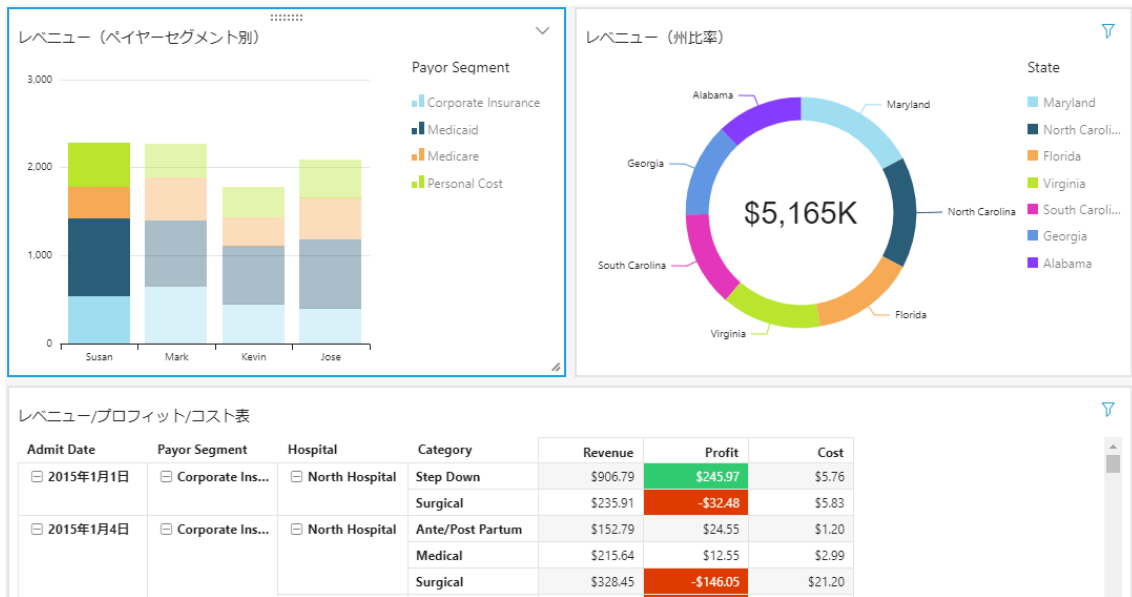 レベニュー（ペイヤーセグメント別）
3,000
2,000
1,000
0
Susan
Mark
Kevin
Jose
Payor Segment
Corporate Insurance
Medicaid
Medicare
Personal Cost
レベニュー（州比率）
Alabama
Maryland
Georgia
$5,165K
North Carolina
South Carolina
Florida
Virginia
State
Maryland
North Caroli...
Florida
Virginia
South Caroli...
Georgia
Alabama
レベニュー/プロフィット/コスト表
Admit Date Payor Segment Hospital Category Revenue Profit Cost
2015年1月1日 Corporate Ins... North Hospital Step Down $906.79 $245.97 $5.76
Surgical $235.91 -$32.48 $5.83
2015年1月4日 Corporate Ins... North Hospital Ante/Post Partum $152.79 $24.55 $1.20
Medical $215.64 $12.55 $2.99
Surgical $328.45 -$146.05 $21.20